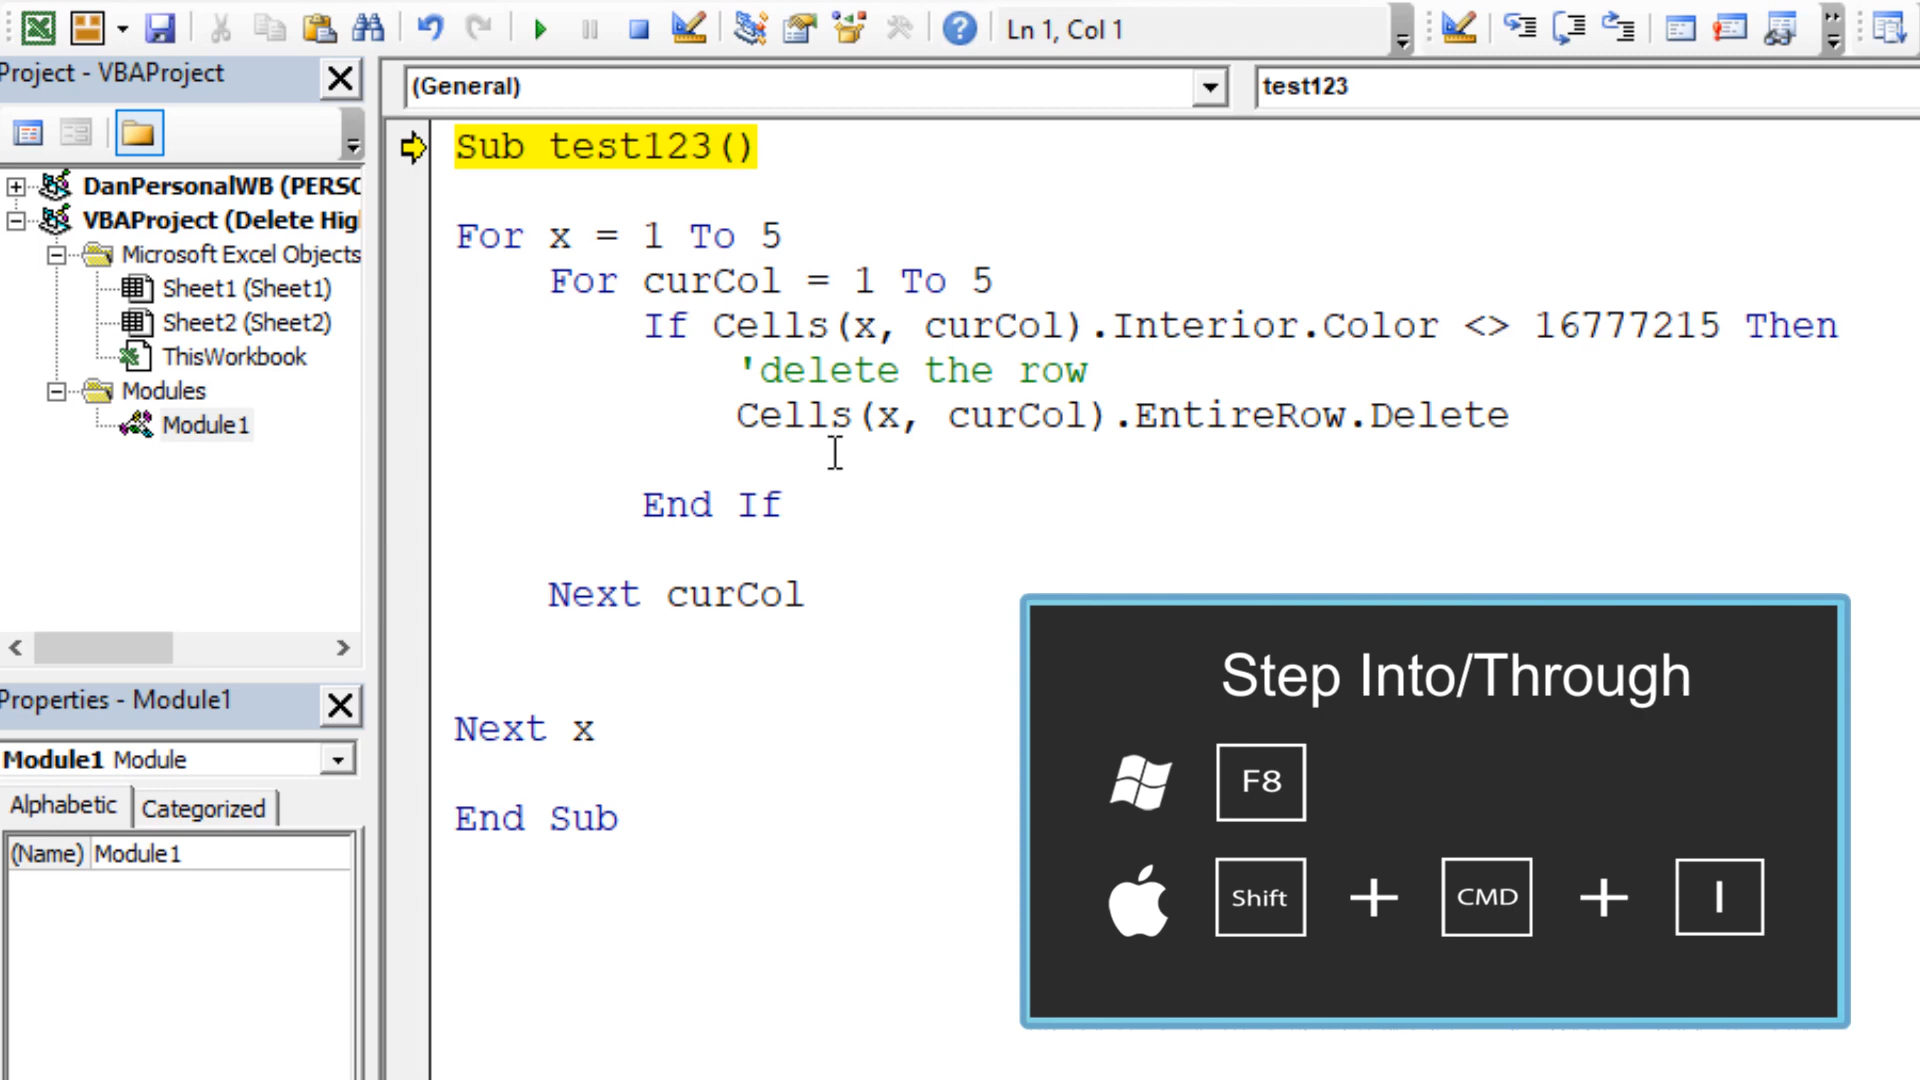 Ln 1, Col 1
Project - VBAProject
(General)
test123
DanPersonalWB (PERSO
VBAProject (Delete Hig
Microsoft Excel Objects
Sheet1 (Sheet1)
Sheet2 (Sheet2)
ThisWorkbook
Modules
Module1
Properties - Module1
Module1 Module
Alphabetic
Categorized
(Name) Module1
Sub test123()
For x = 1 To 5
For curCol = 1 To 5
If Cells(x, curCol).Interior.Color <> 16777215 Then
'delete the row
Cells(x, curCol).EntireRow.Delete
End If
Next curCol
Next x
End Sub
Step Into/Through
F8
Shift + CMD + I